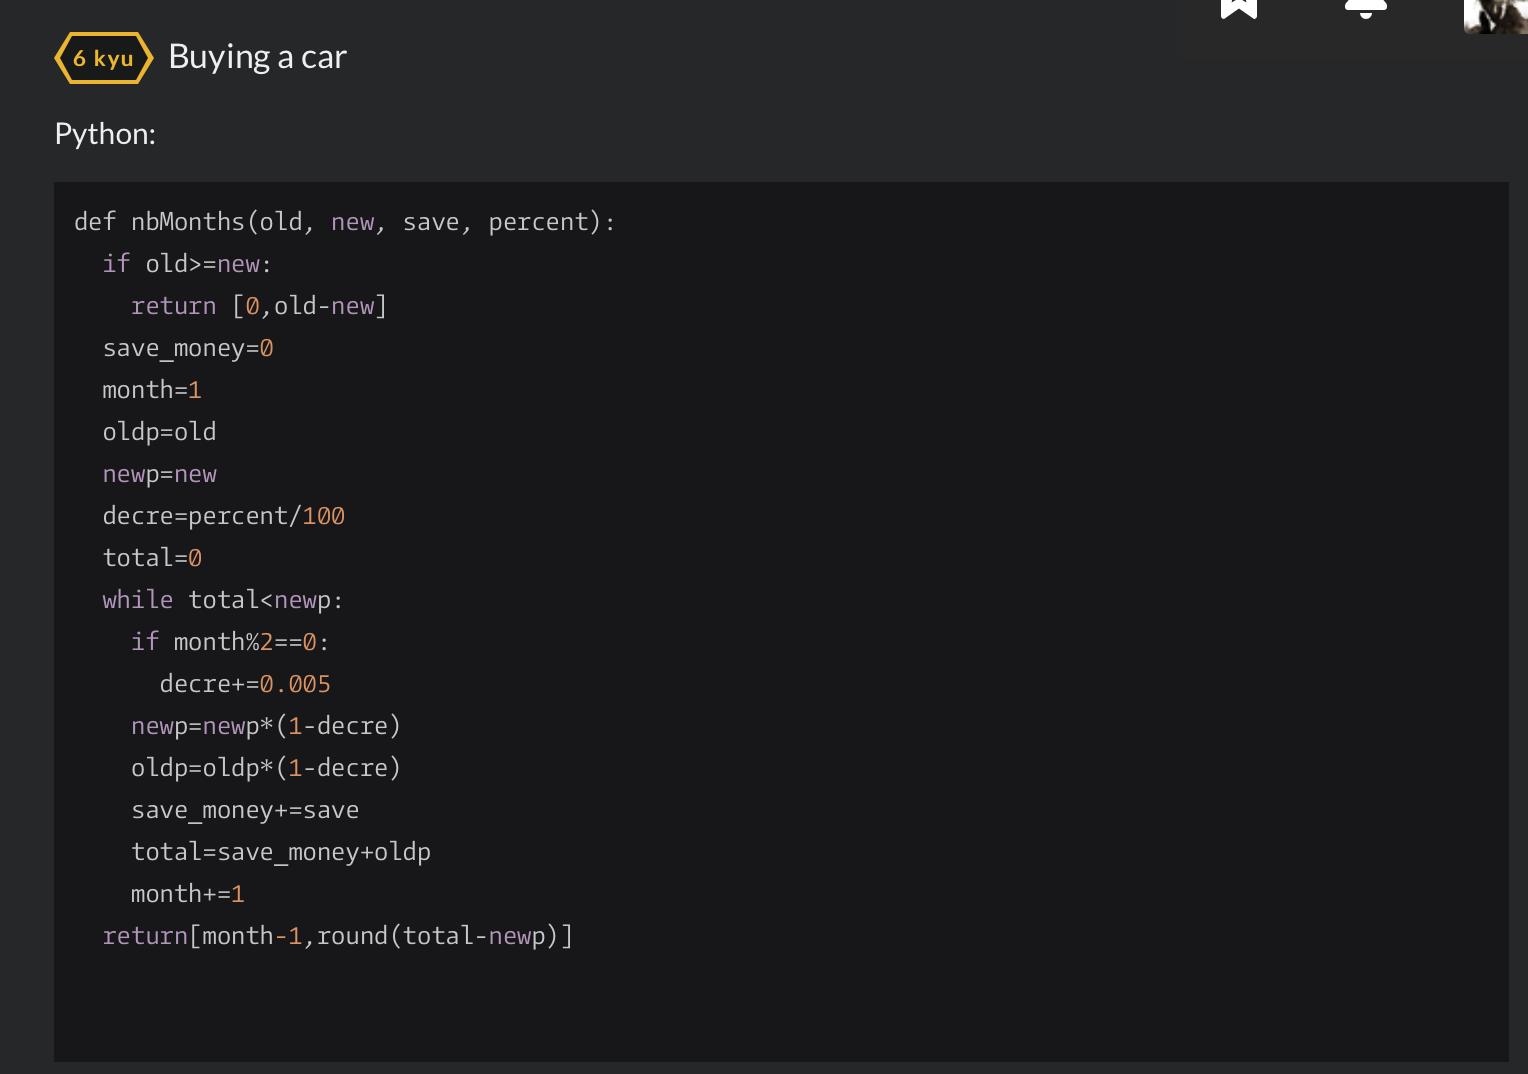 6 kyu Buying a car
Python:
def nbMonths(old, new, save, percent):
  if old>=new:
    return [0,old-new]
  save_money=0
  month=1
  oldp=old
  newp=new
  decre=percent/100
  total=0
  while total<newp:
    if month%2==0:
      decre+=0.005
    newp=newp*(1-decre)
    oldp=oldp*(1-decre)
    save_money+=save
    total=save_money+oldp
    month+=1
  return[month-1,round(total-newp)]